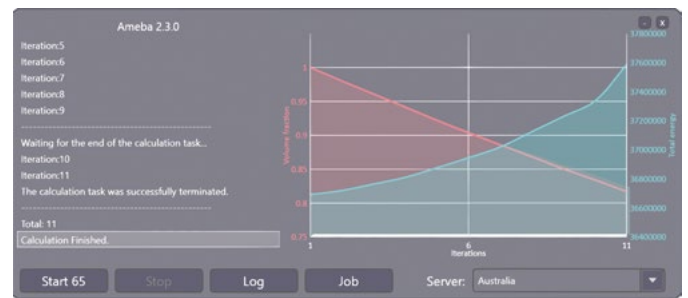 Ameba 2.3.0
- x
Iteration:5
Iteration:6
Iteration:7
Iteration:8
Iteration:9
--------------------------------------------------
Waiting for the end of the calculation task...
Iteration:10
Iteration:11
The calculation task was successfully terminated.
--------------------------------------------------
Total: 11
Calculation Finished.
Volume fraction
1
0.95
0.9
0.85
0.8
0.75
1 6 11
Iterations
37800000
37600000
37400000
37200000
37000000
36800000
36600000
36400000
Total energy
Start 65 Stop Log Job Server: Australia